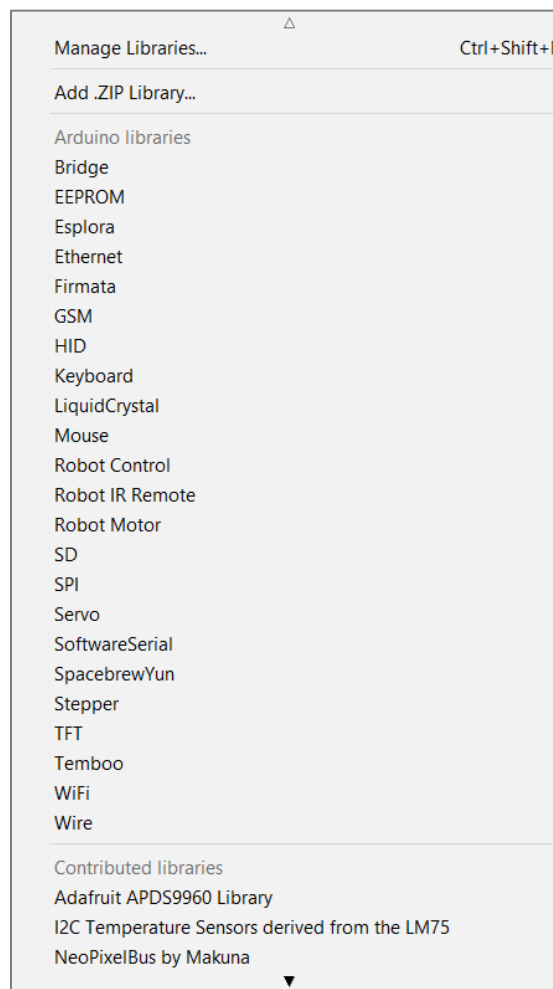 Manage Libraries... Ctrl+Shift+
Add .ZIP Library...
Arduino libraries
Bridge
EEPROM
Esplora
Ethernet
Firmata
GSM
HID
Keyboard
LiquidCrystal
Mouse
Robot Control
Robot IR Remote
Robot Motor
SD
SPI
Servo
SoftwareSerial
SpacebrewYun
Stepper
TFT
Temboo
WiFi
Wire
Contributed libraries
Adafruit APDS9960 Library
I2C Temperature Sensors derived from the LM75
NeoPixelBus by Makuna